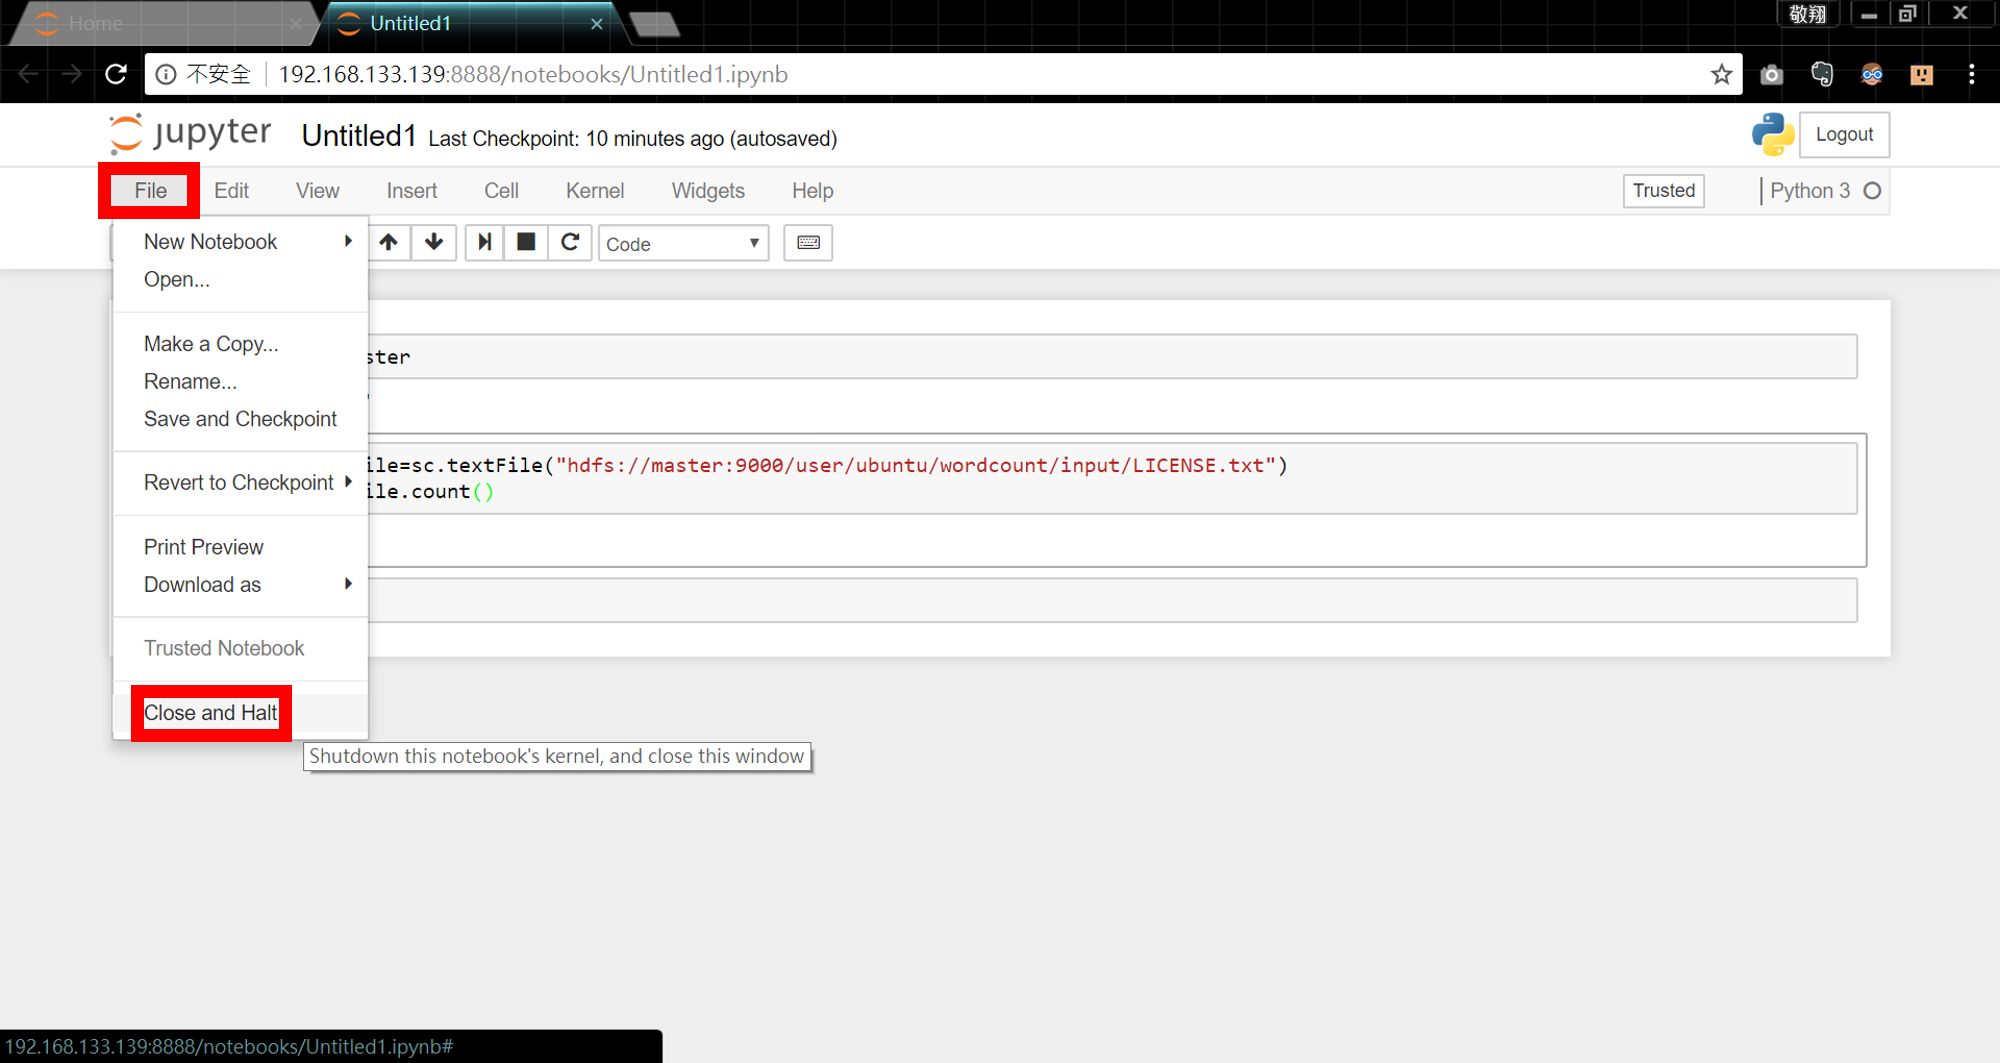 Home
Untitled1
敬翔
不安全
192.168.133.139:8888/notebooks/Untitled1.ipynb
jupyter
Untitled1 Last Checkpoint: 10 minutes ago (autosaved)
Logout
File Edit View Insert Cell Kernel Widgets Help
Trusted
Python 3
New Notebook
Open...
Code
Make a Copy...
ster
Rename...
Save and Checkpoint
Revert to Checkpoint
ile=sc.textFile("hdfs://master:9000/user/ubuntu/wordcount/input/LICENSE.txt")
ile.count()
Print Preview
Download as
Trusted Notebook
Close and Halt
Shutdown this notebook's kernel, and close this window
192.168.133.139:8888/notebooks/Untitled1.ipynb#